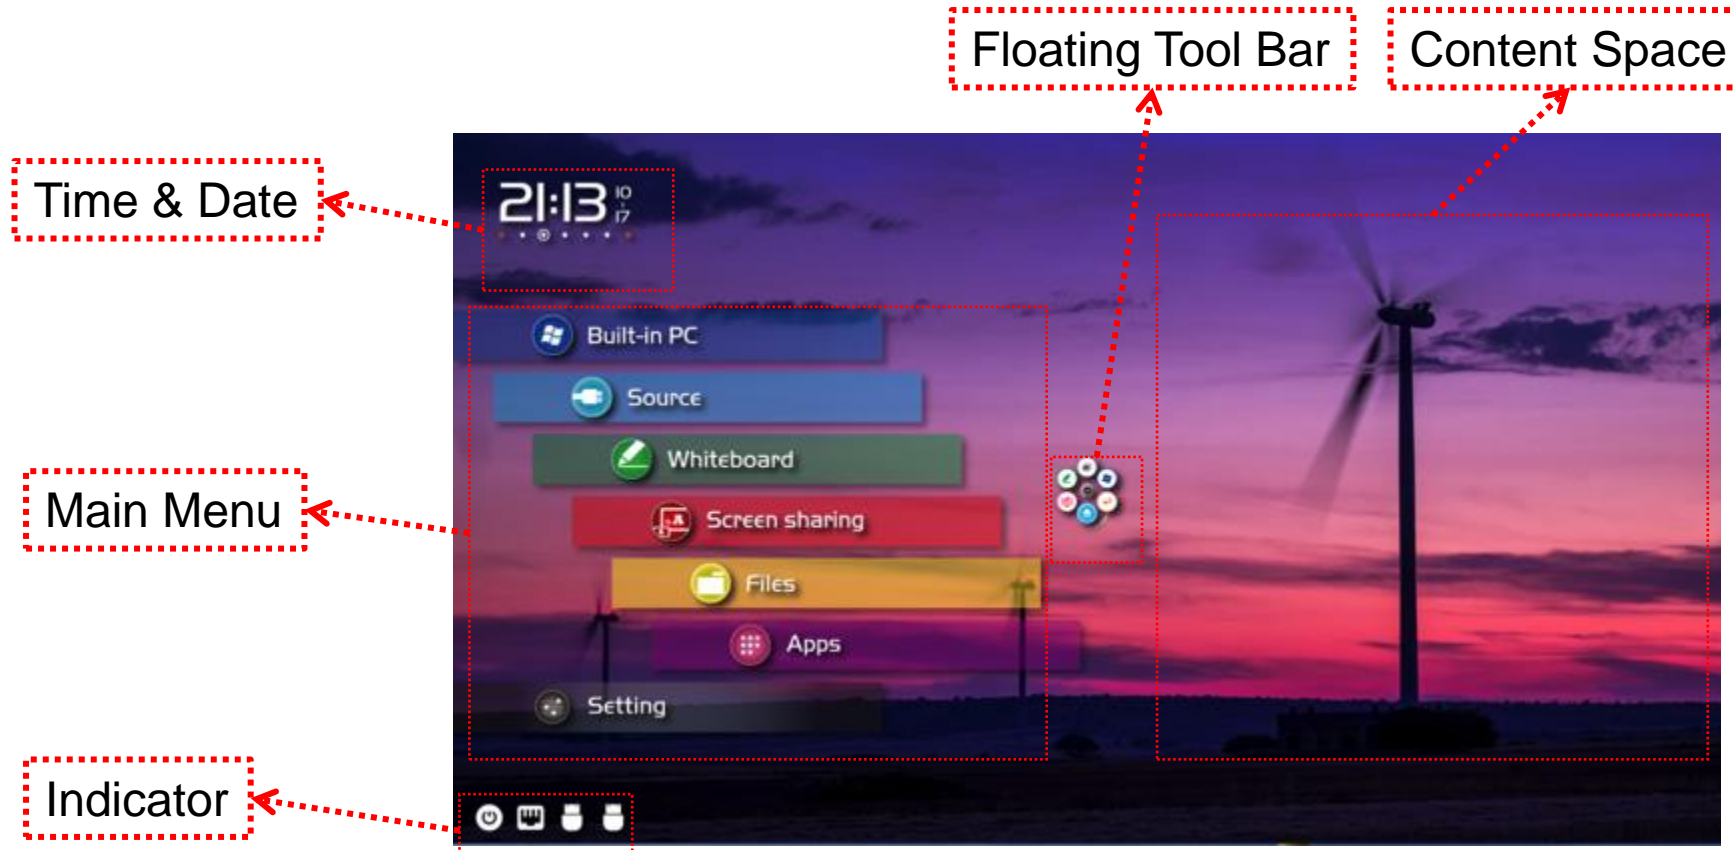 Floating Tool Bar
Content Space
Time & Date
21:13
10
17
Built-in PC
Source
Whiteboard
Main Menu
Screen sharing
Files
Apps
Setting
Indicator